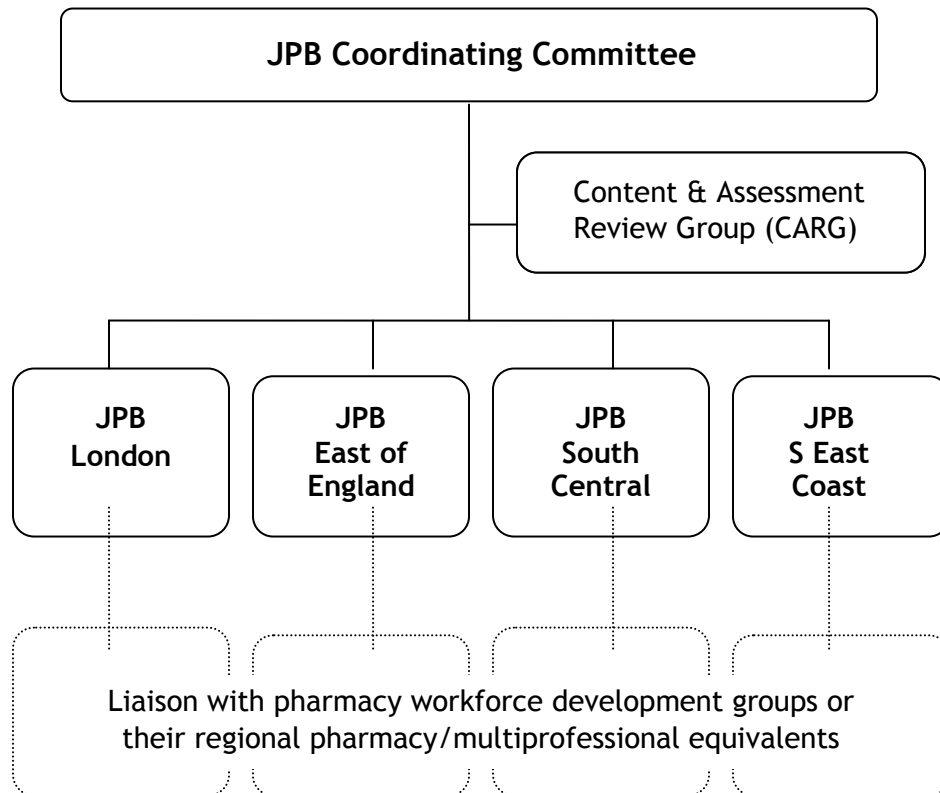 JPB Coordinating Committee
Content & Assessment
Review Group (CARG)
JPB
London
JPB
East of
England
JPB
South
Central
JPB
S East
Coast
Liaison with pharmacy workforce development groups or
their regional pharmacy/multiprofessional equivalents